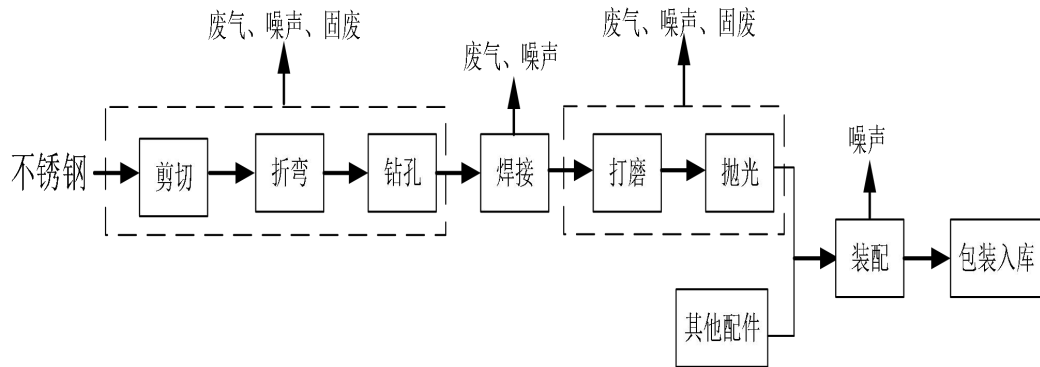 废气、噪声、固废
废气、噪声
废气、噪声、固废
不锈钢
剪切
折弯
钻孔
焊接
打磨
抛光
噪声
装配
包装入库
其他配件